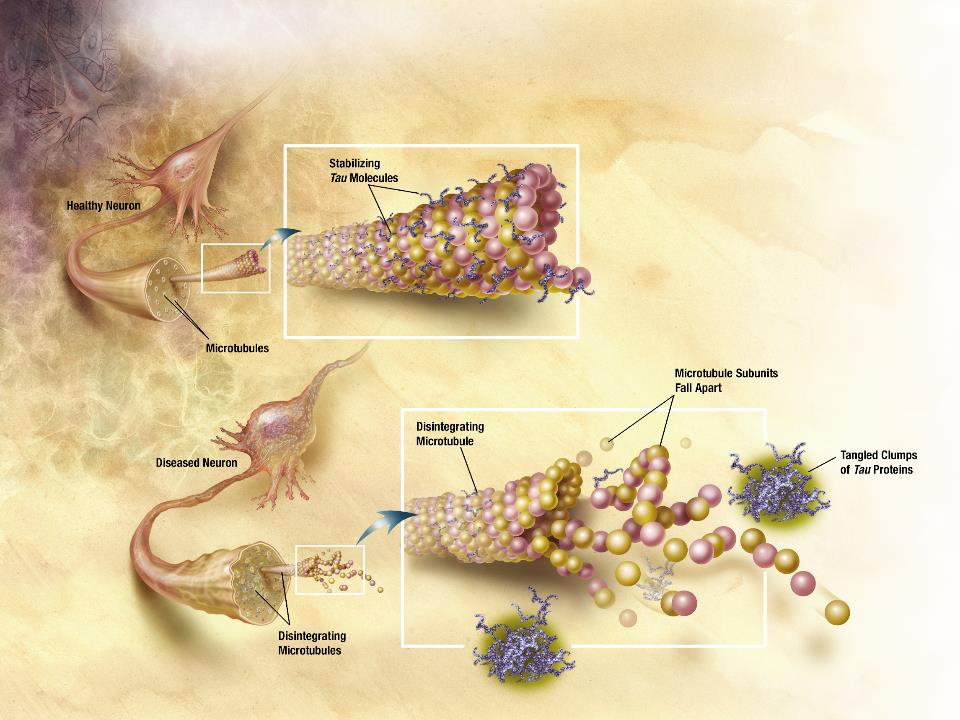 Stabilizing
Tau Molecules
Healthy Neuron
Microtubules
Microtubule Subunits
Fall Apart
Disintegrating
Microtubule
Diseased Neuron
Tangled Clumps
of Tau Proteins
Disintegrating
Microtubules